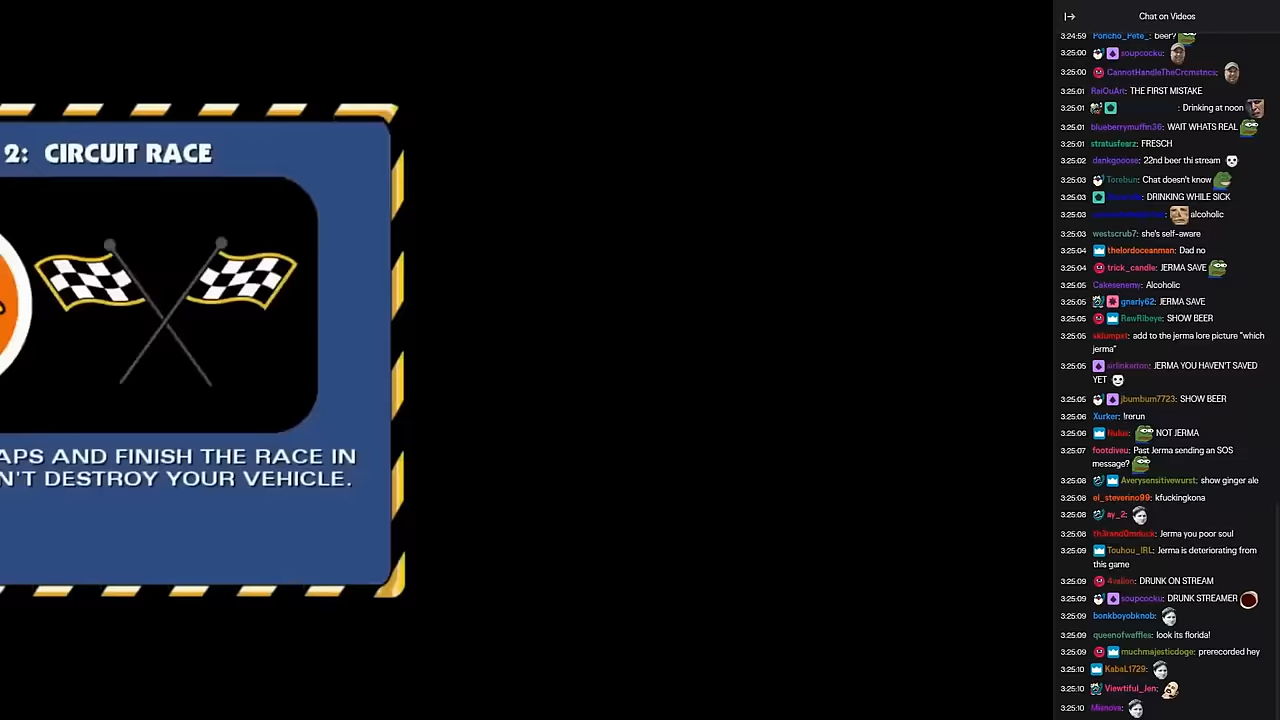 2: CIRCUIT RACE
APS AND FINISH THE RACE IN
N'T DESTROY YOUR VEHICLE.
Chat on Videos
3:24:59 Poncho_Pete_: beer?
3:25:00 soupcocku:
3:25:00 CannotHandleTheCrcmstncs:
3:25:01 RaiOuArt: THE FIRST MISTAKE
3:25:01 : Drinking at noon
3:25:01 blueberrymuffin36: WAIT WHATS REAL
3:25:01 stratusfearz: FRESCH
3:25:02 dankgooose: 22nd beer thi stream
3:25:03 Torebun: Chat doesn't know
3:25:03 DRINKING WHILE SICK
3:25:03 alcoholic
3:25:03 westscrub7: she's self-aware
3:25:04 thelordoceanman: Dad no
3:25:04 trick_candle: JERMA SAVE
3:25:05 Cakesenemy: Alcoholic
3:25:05 gnarly62: JERMA SAVE
3:25:05 RawRibeye: SHOW BEER
3:25:05 sklumpxt: add to the jerma lore picture "which
jerma"
3:25:05 airlinkerton: JERMA YOU HAVEN'T SAVED
YET
3:25:05 jbumbum7723: SHOW BEER
3:25:06 Xurker: !rerun
3:25:06 Nukus: NOT JERMA
3:25:07 footdiveu: Past Jerma sending an SOS
message?
3:25:08 Averysensitivewurst: show ginger ale
3:25:08 el_steverino99: kfuckingkona
3:25:08 ay_2:
3:25:08 th3rand0mduck: Jerma you poor soul
3:25:09 Touhou_IRL: Jerma is deteriorating from
this game
3:25:09 4valion: DRUNK ON STREAM
3:25:09 soupcocku: DRUNK STREAMER
3:25:09 bonkboyobknob:
3:25:09 queenofwaffles: look its florida!
3:25:09 muchmajesticdoge: prerecorded hey
3:25:10 KabaL1729:
3:25:10 Viewtiful_Jen:
3:25:10 Misnova: